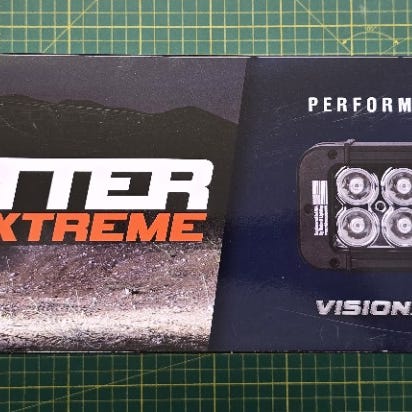 TTER
XTREME
PERFORM
VISION